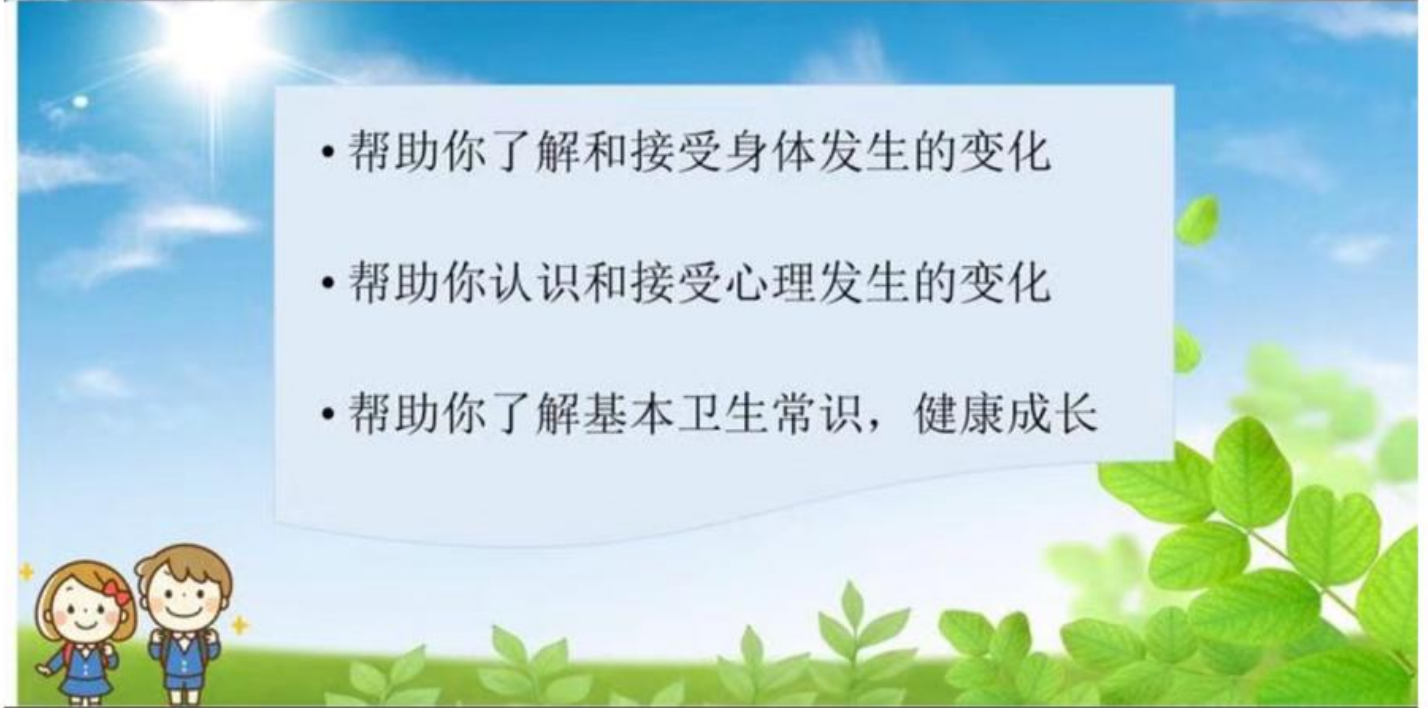 • 帮助你了解和接受身体发生的变化
• 帮助你认识和接受心理发生的变化
• 帮助你了解基本卫生常识，健康成长